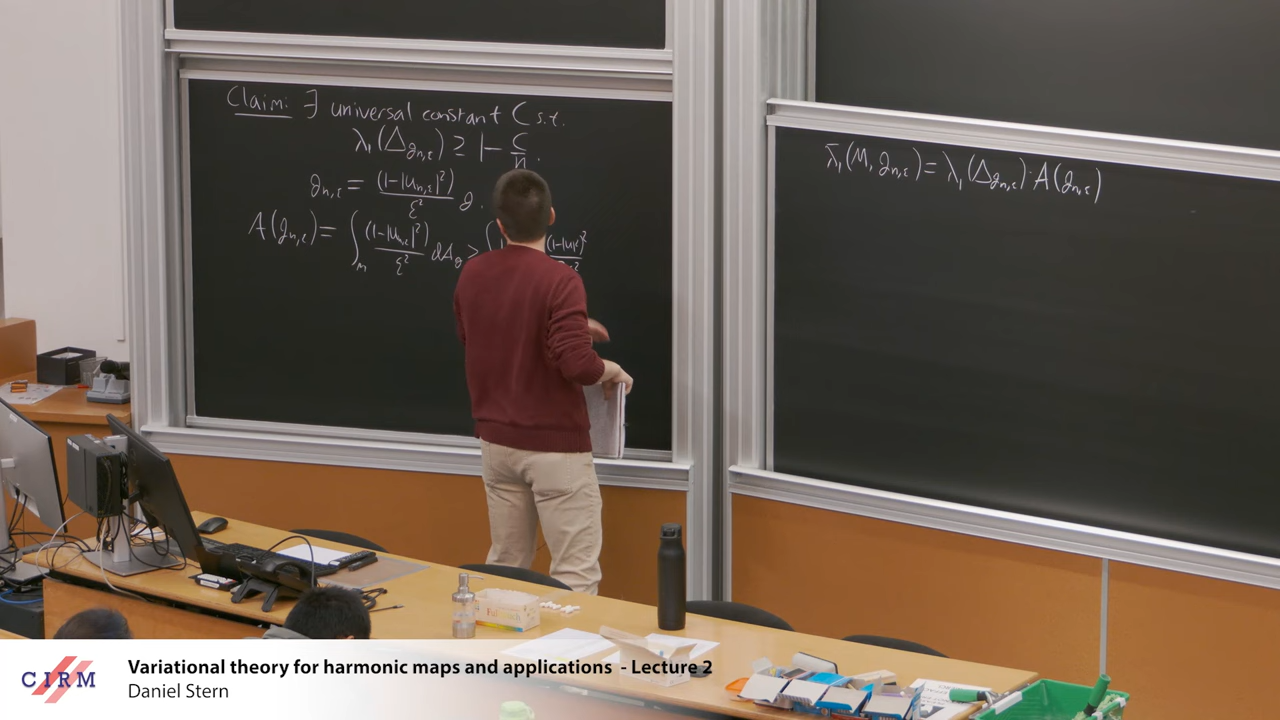 Claim: ∃ universal constant C s.t.
λ₁(Δ_{g_{n,ε}}) ≥ 1 - C/n.
g_{n,ε} = (1-|u_{n,ε}|²)/ε² g.
A(g_{n,ε}) = ∫_M (1-|u_{n,ε}|²)/ε² dA_g >
λ̄₁(M, g_{n,ε}) = λ₁(Δ_{g_{n,ε}}) · A(g_{n,ε})
CIRM
Variational theory for harmonic maps and applications - Lecture 2
Daniel Stern